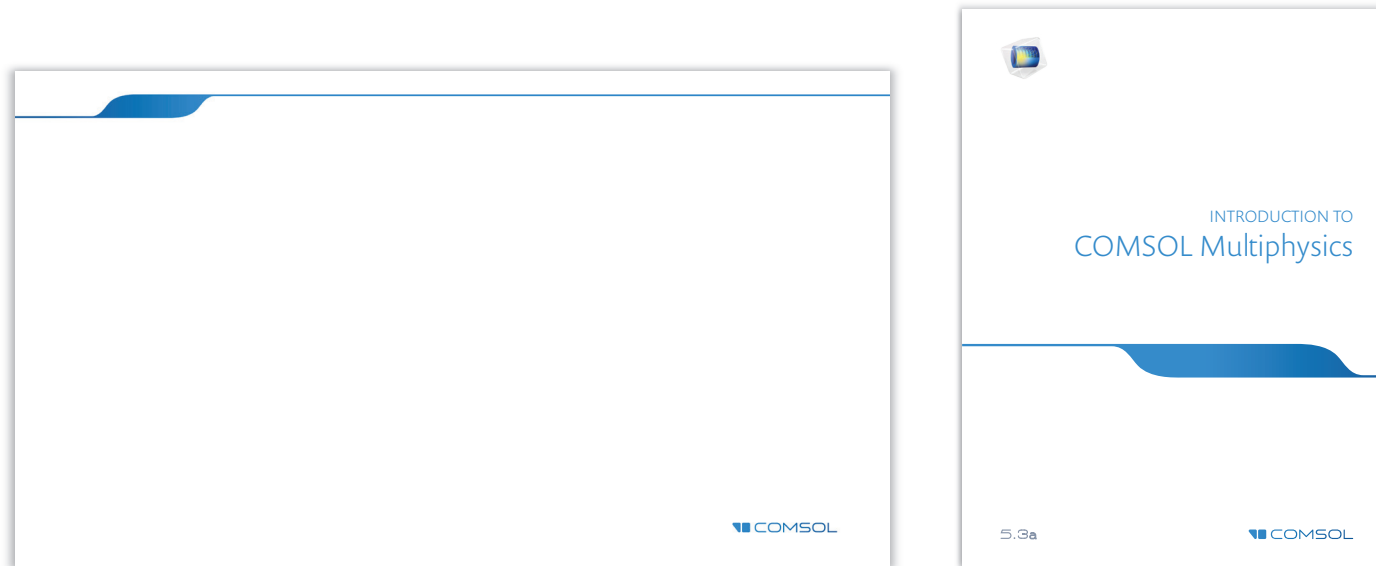 COMSOL
INTRODUCTION TO
COMSOL Multiphysics
5.3a
COMSOL